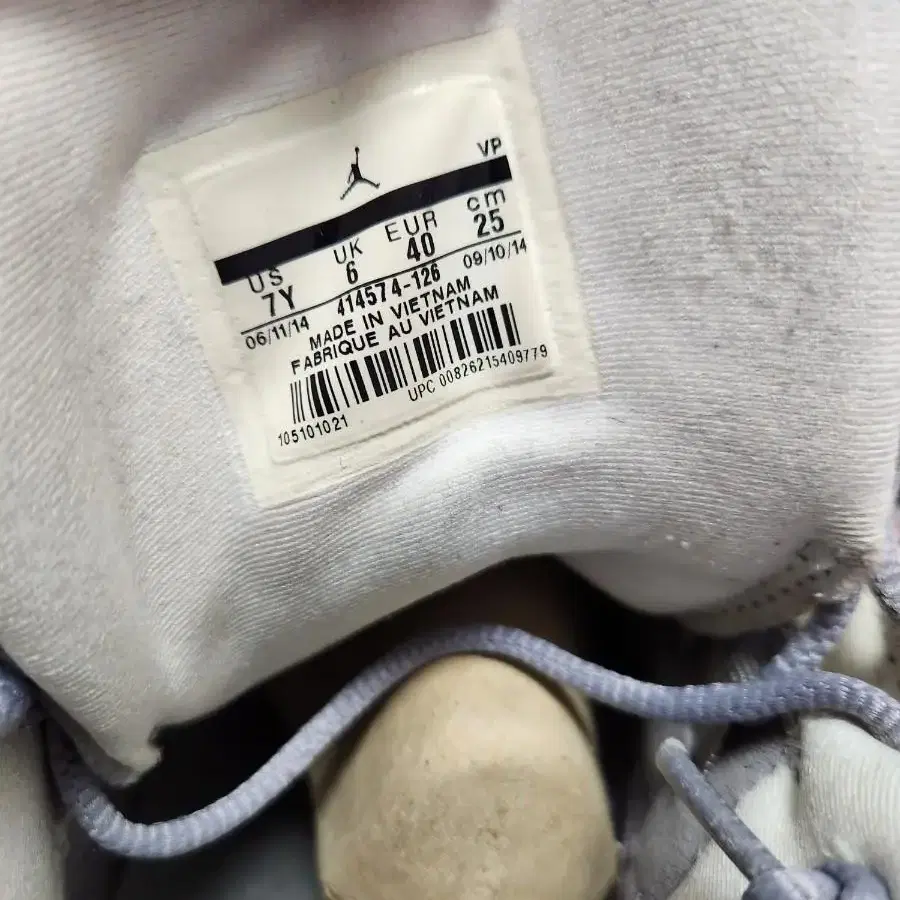 VP
US UK EUR cm
7Y 6 40 25
06/11/14 414574-126 09/10/14
MADE IN VIETNAM
FABRIQUE AU VIETNAM
UPC 00826215409779
105101021